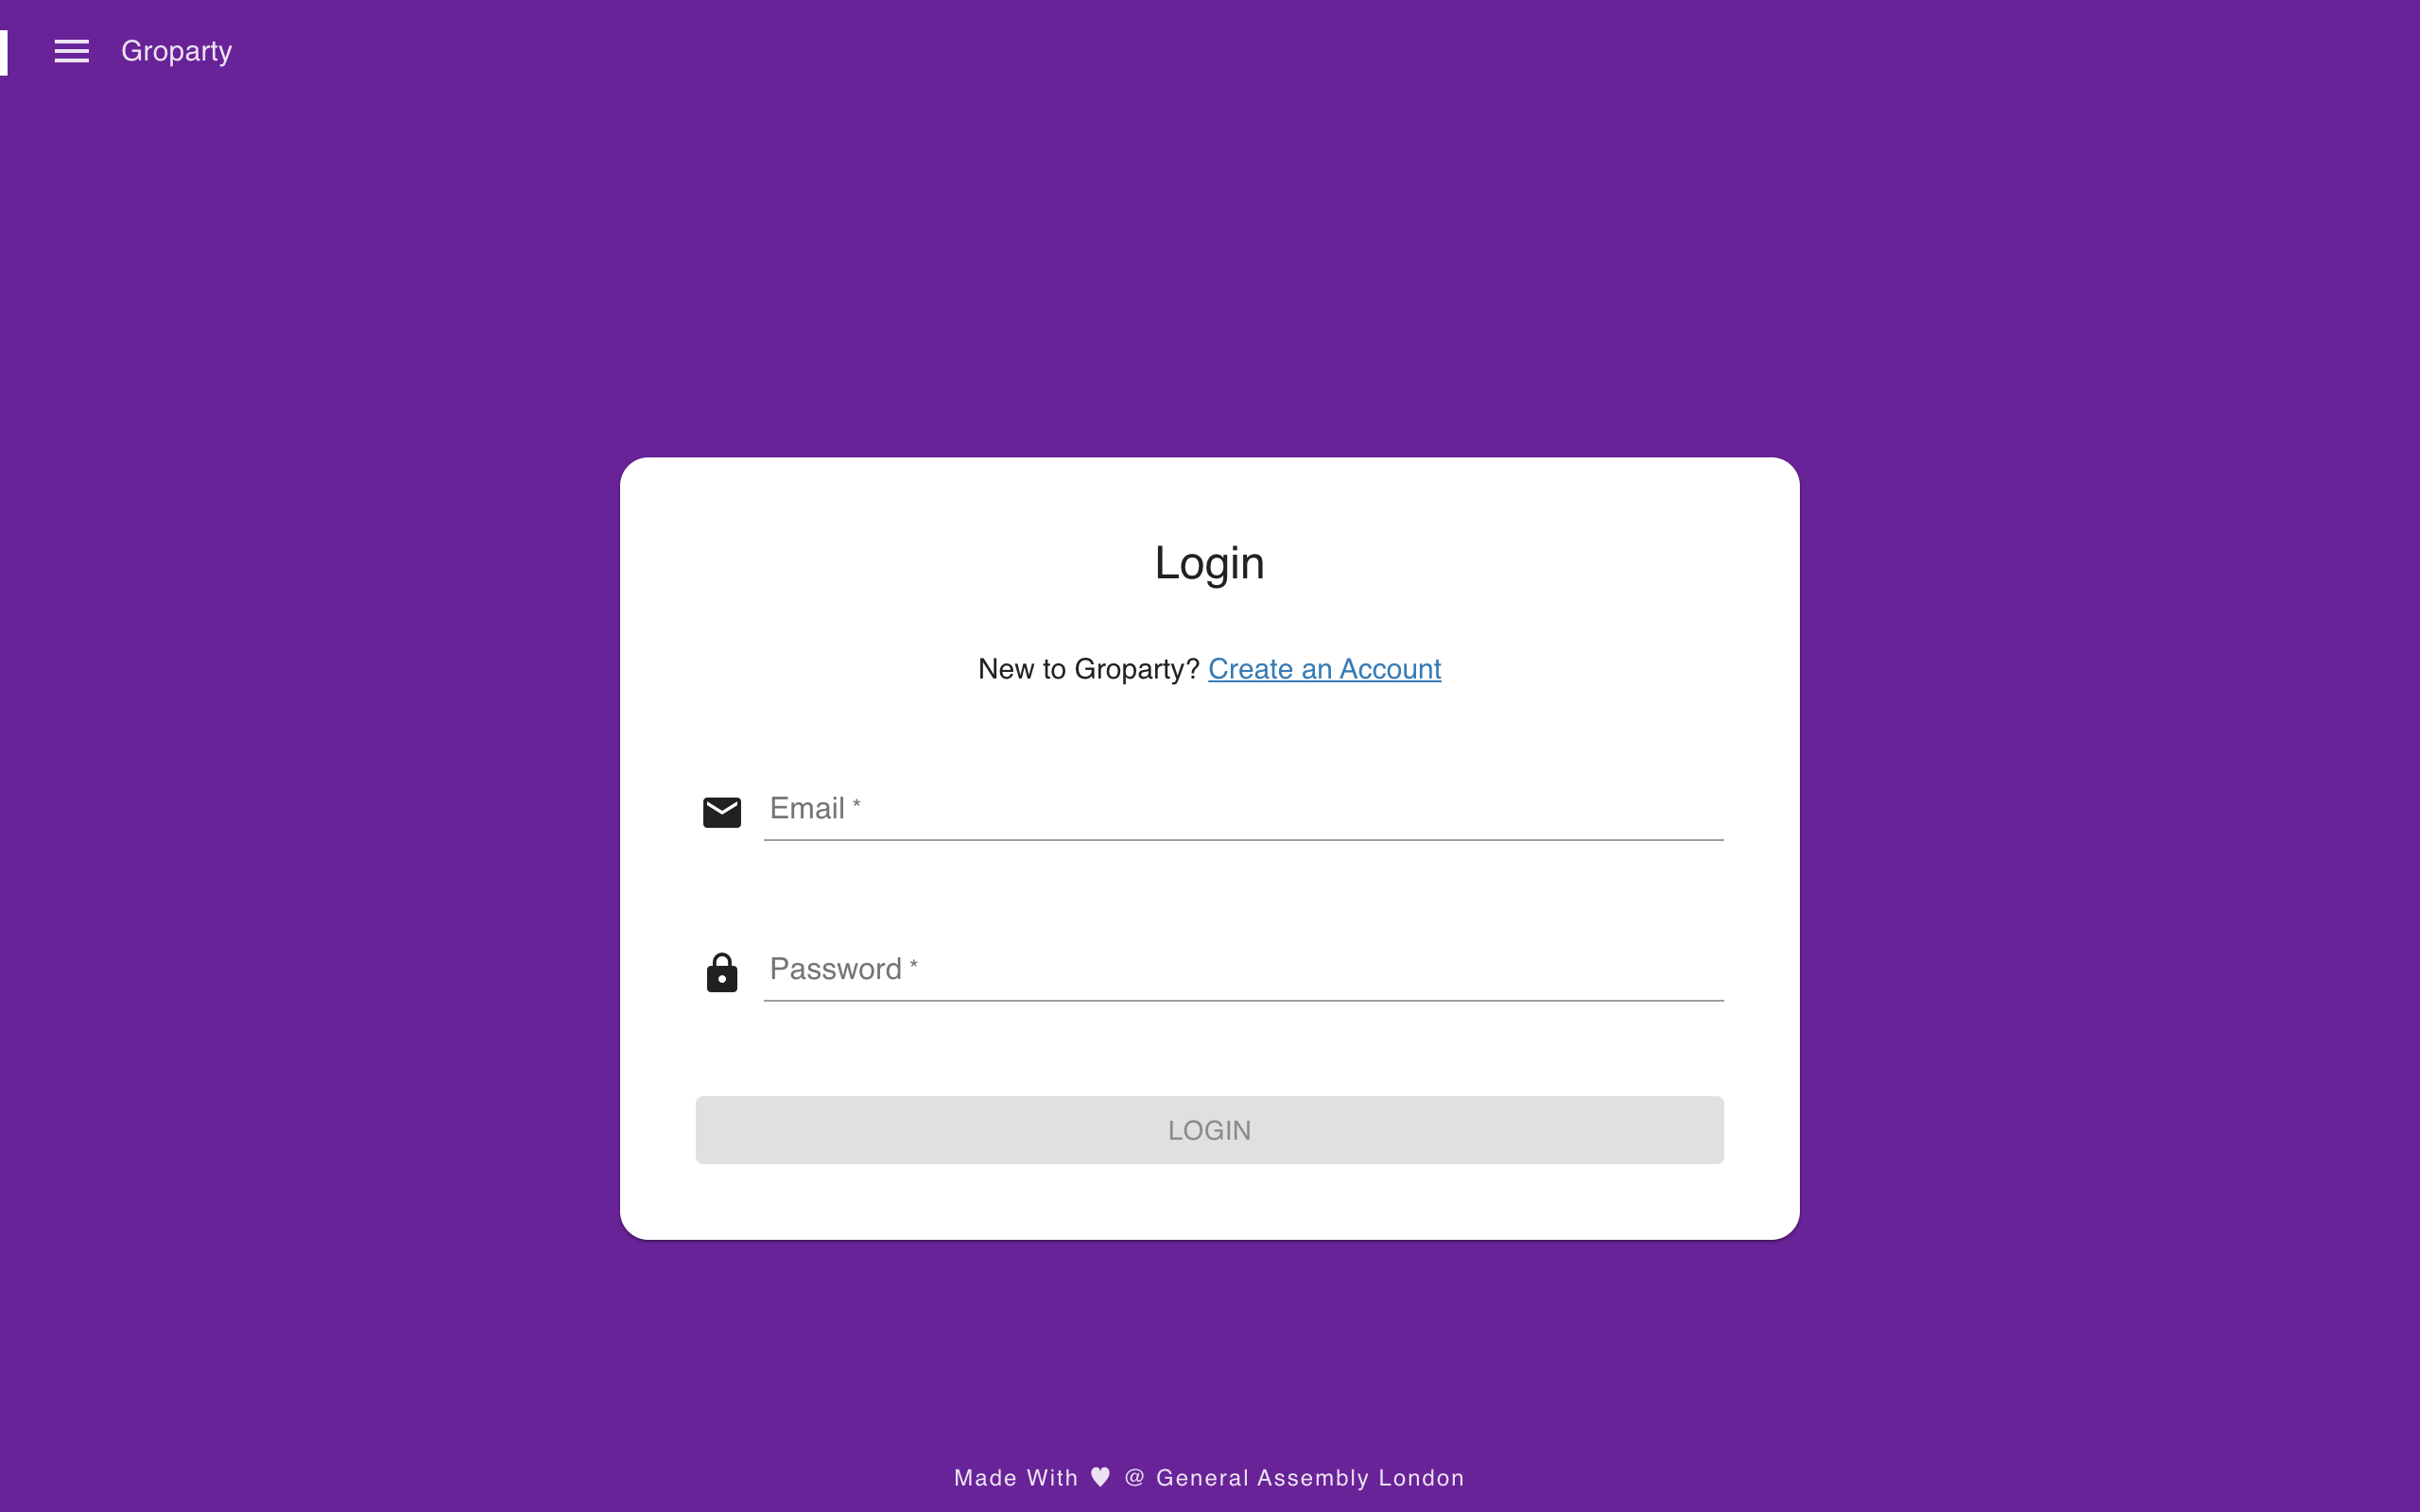 Groparty
Login
New to Groparty? Create an Account
Email *
Password *
LOGIN
Made With ♥ @ General Assembly London